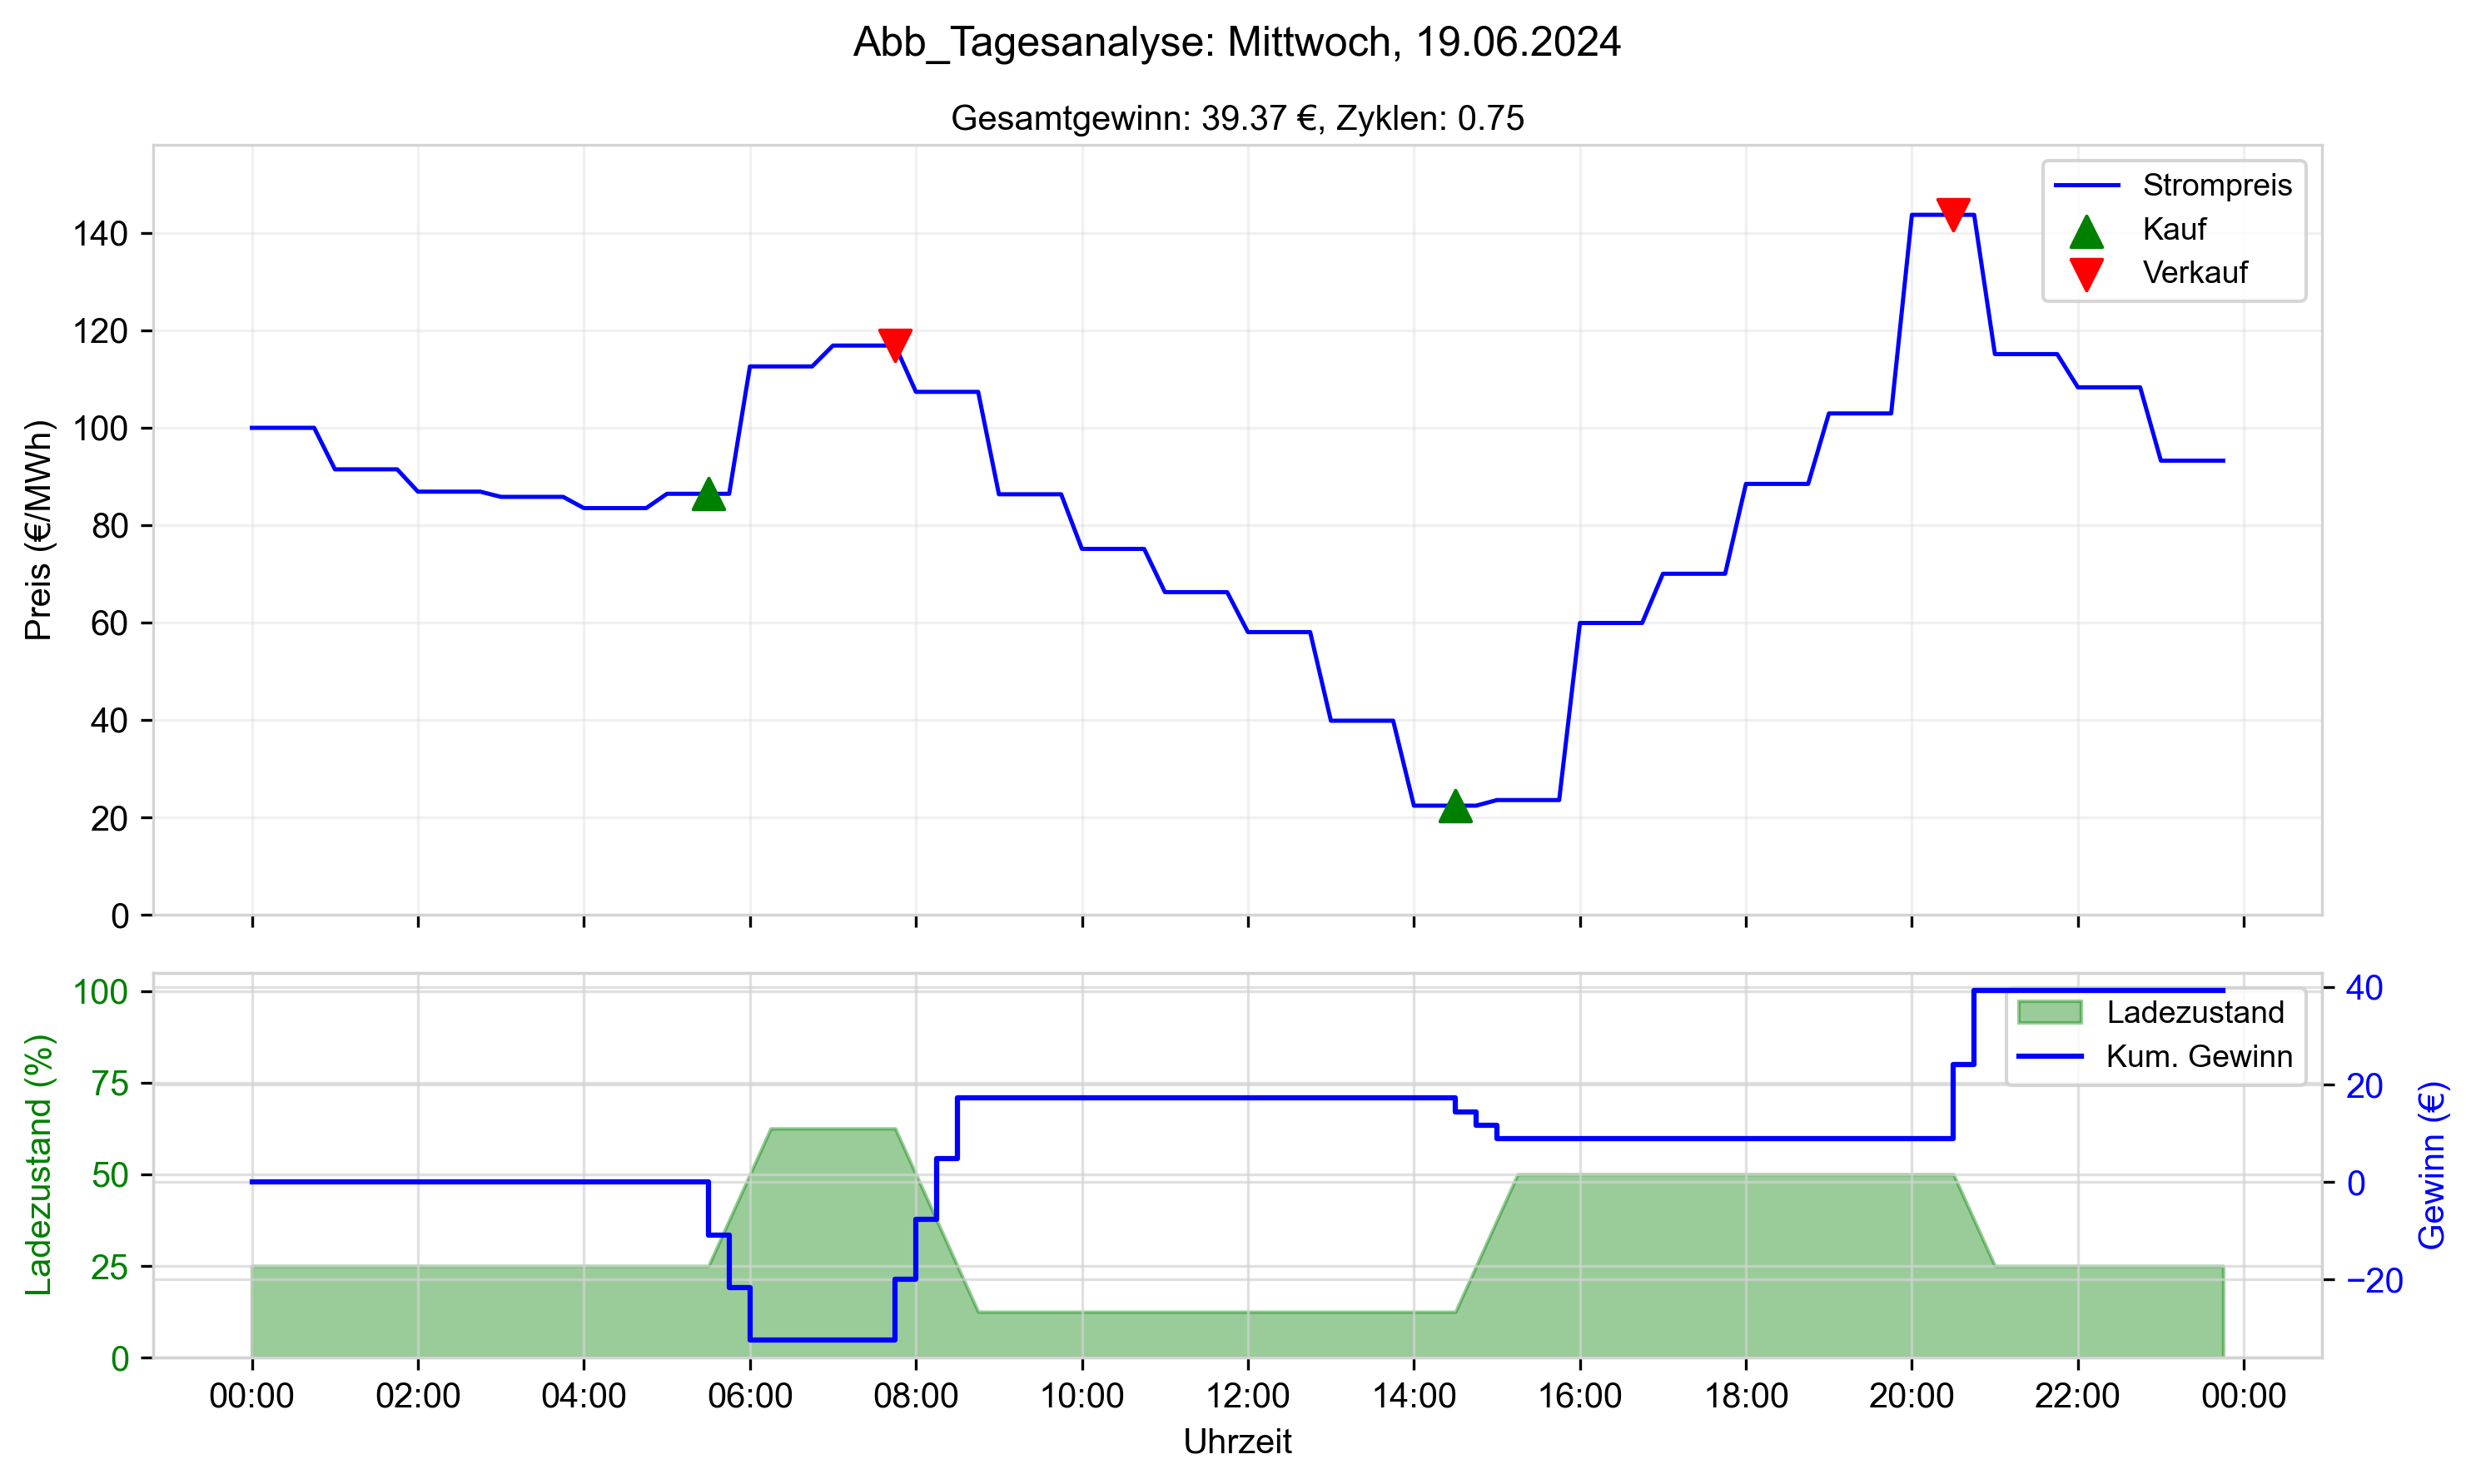 Abb_Tagesanalyse: Mittwoch, 19.06.2024
Gesamtgewinn: 39.37 €, Zyklen: 0.75
Preis (€/MWh)
140
120
100
80
60
40
20
0
Strompreis
Kauf
Verkauf
Ladezustand (%)
100
75
50
25
0
Ladezustand
Kum. Gewinn
40
20
0
−20
Gewinn (€)
00:00 02:00 04:00 06:00 08:00 10:00 12:00 14:00 16:00 18:00 20:00 22:00 00:00
Uhrzeit